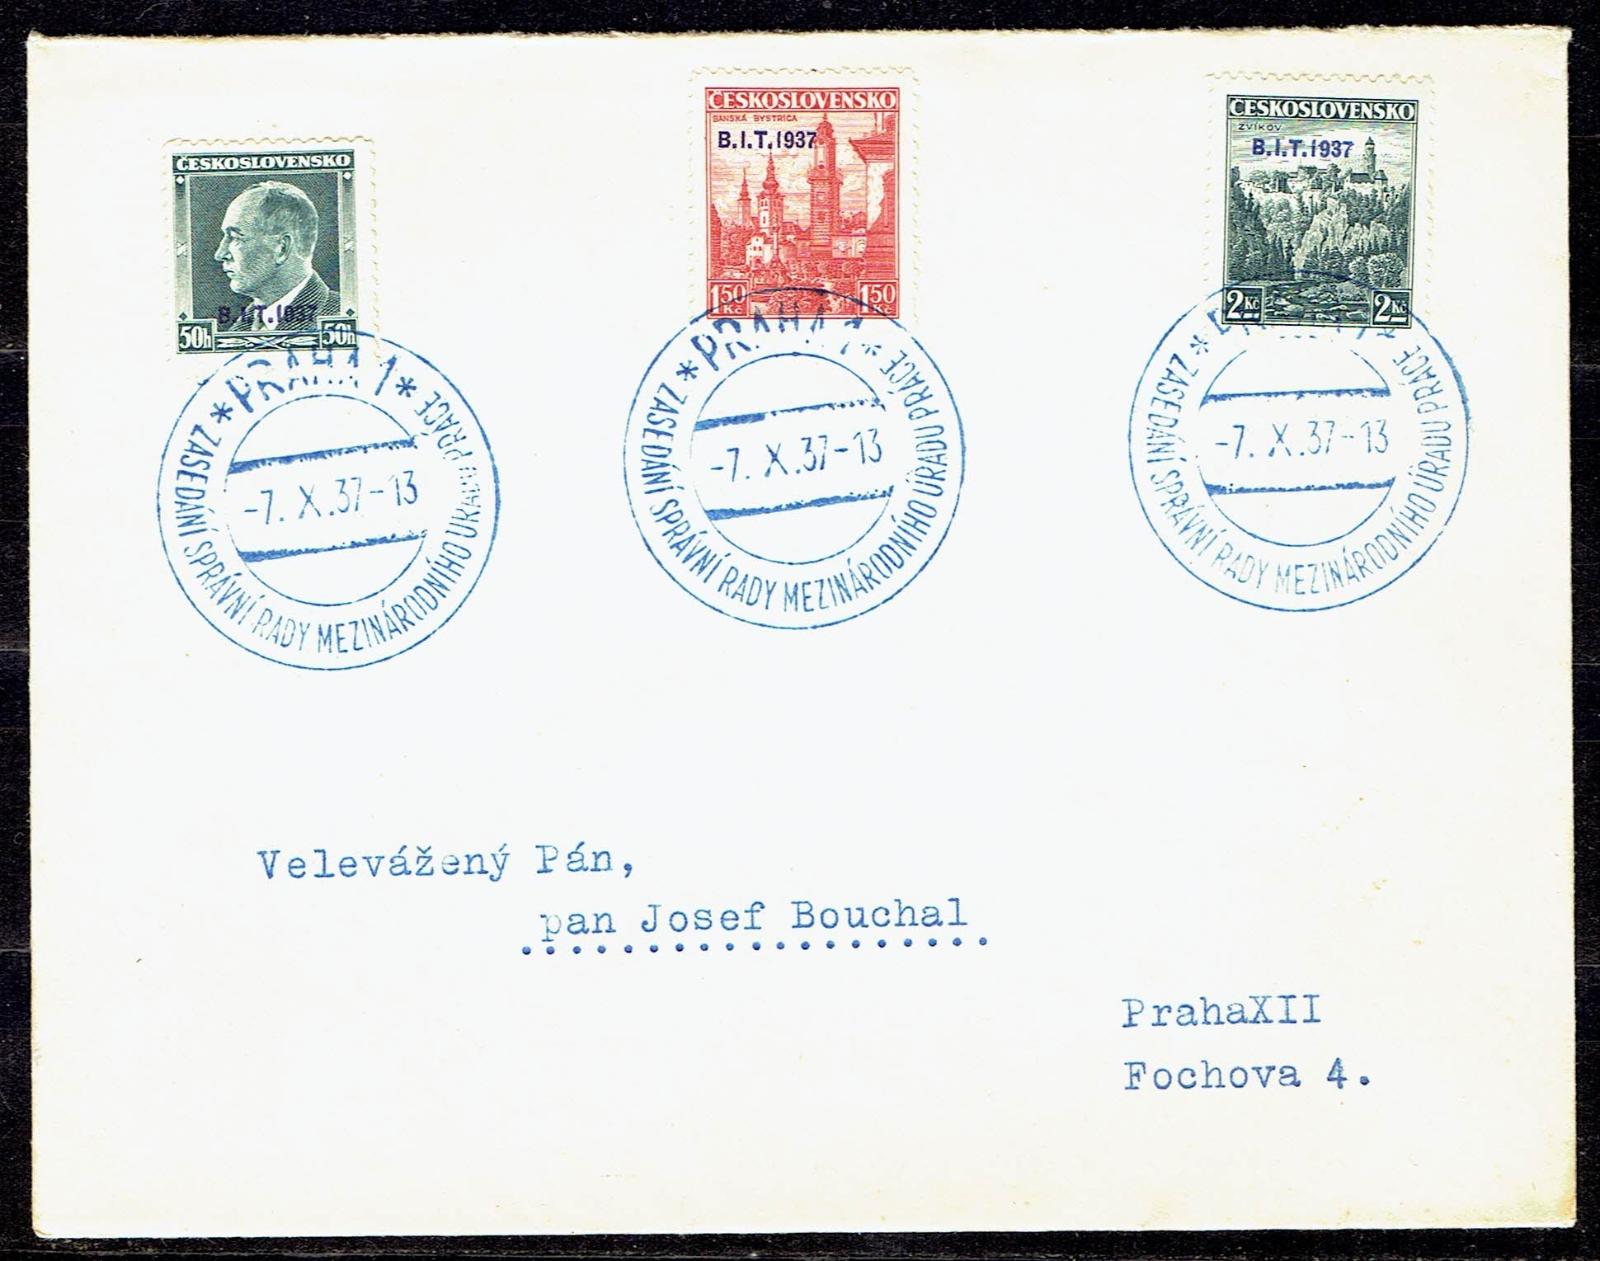 ČESKOSLOVENSKO
B.I.T.1937
50h 50h
ČESKOSLOVENSKO
BANSKÁ BYSTRICA
B.I.T.1937
1 50 Kč 1 50 Kč
ČESKOSLOVENSKO
ZVÍKOV
B.I.T.1937
2 Kč 2 Kč
* PRAHA 1 *
-7. X.37-13
ZASEDÁNÍ SPRÁVNÍ RADY MEZINÁRODNÍHO ÚŘADU PRÁCE
* PRAHA 1 *
-7. X.37-13
ZASEDÁNÍ SPRÁVNÍ RADY MEZINÁRODNÍHO ÚŘADU PRÁCE
-7. X.37-13
ZASEDÁNÍ SPRÁVNÍ RADY MEZINÁRODNÍHO ÚŘADU PRÁCE
Velevážený Pán,
pan Josef Bouchal
PrahaXII
Fochova 4.